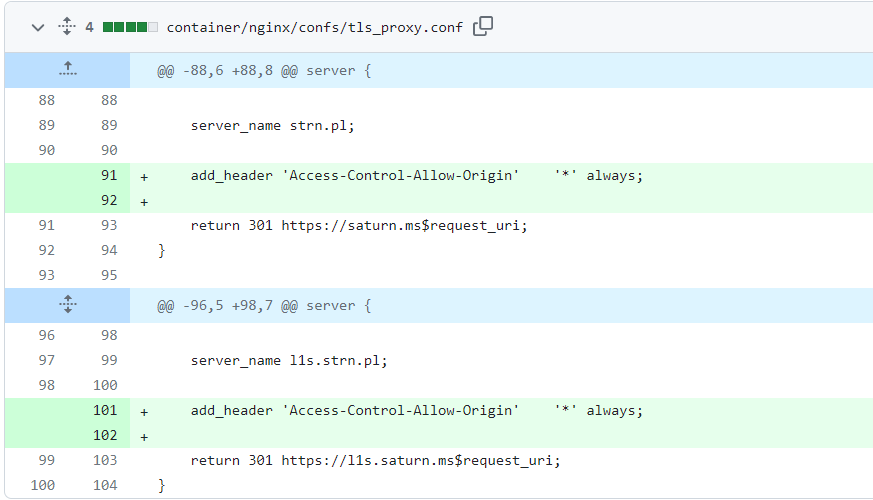 4 container/nginx/confs/tls_proxy.conf
@@ -88,6 +88,8 @@ server {
88 88
89 89 server_name strn.pl;
90 90
91 + add_header 'Access-Control-Allow-Origin' '*' always;
92 +
91 93 return 301 https://saturn.ms$request_uri;
92 94 }
93 95
@@ -96,5 +98,7 @@ server {
96 98
97 99 server_name l1s.strn.pl;
98 100
101 + add_header 'Access-Control-Allow-Origin' '*' always;
102 +
99 103 return 301 https://l1s.saturn.ms$request_uri;
100 104 }